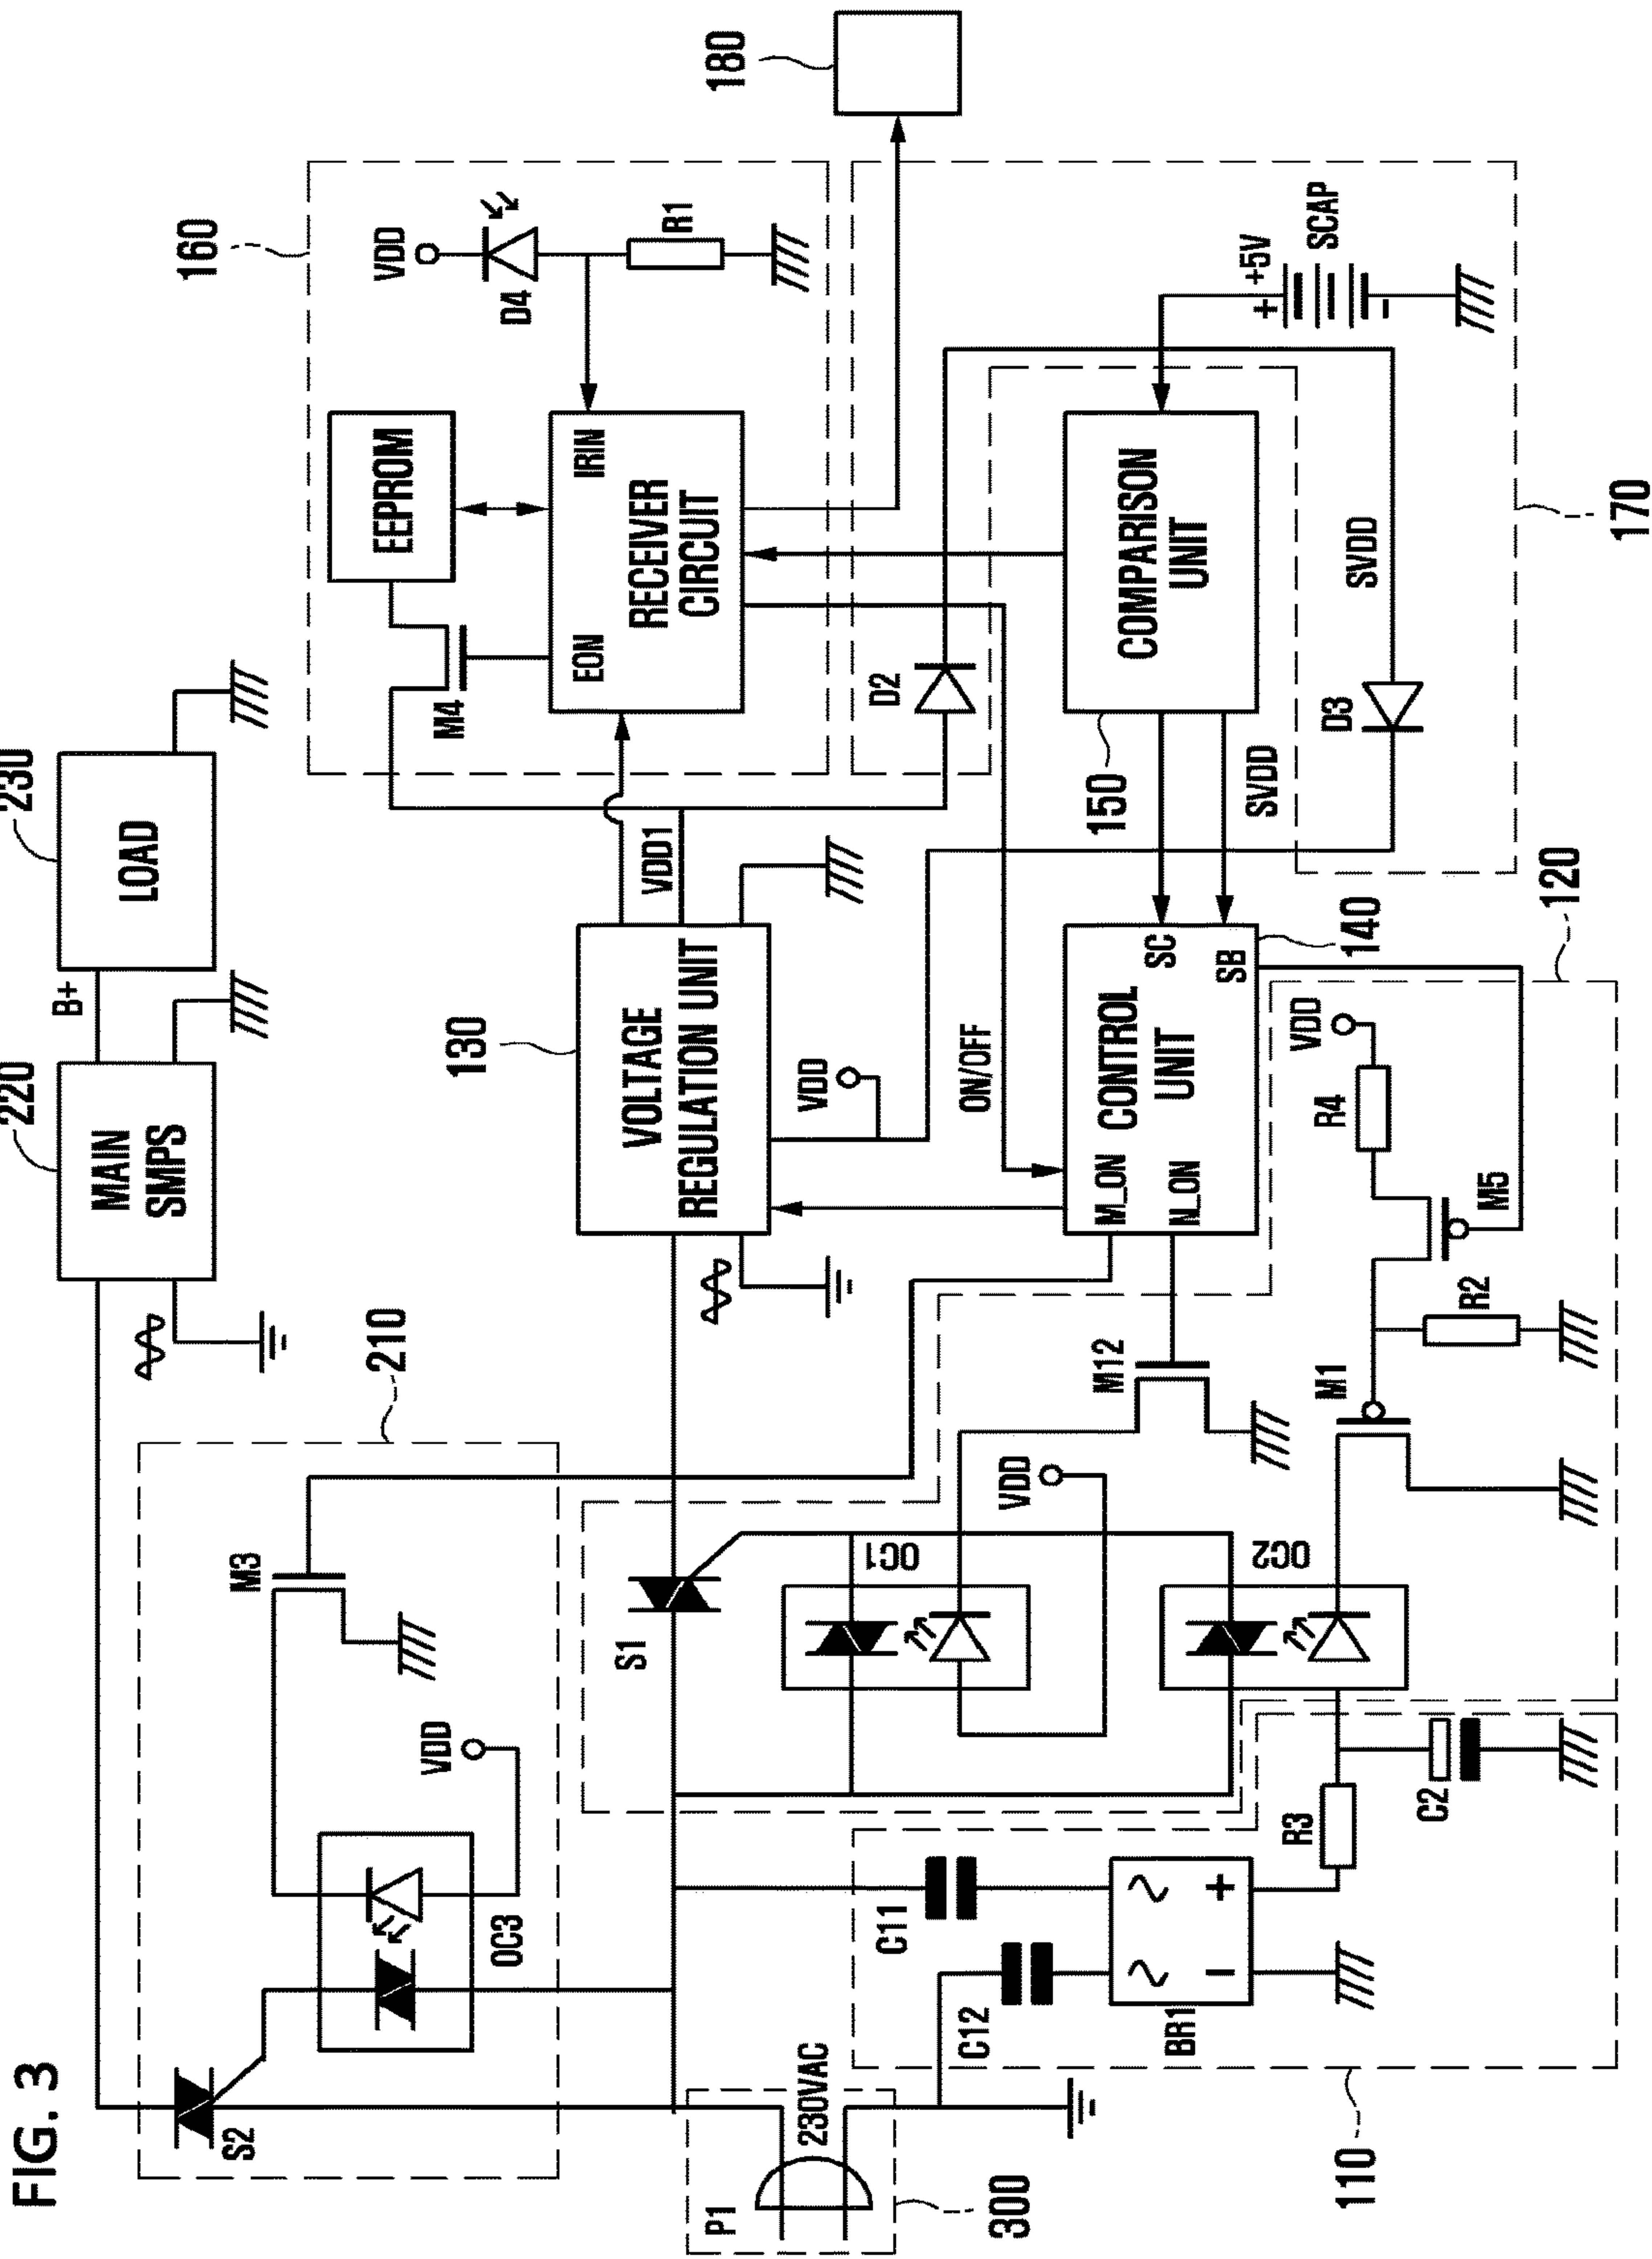 FIG. 3
220
230
MAIN
SMPS
B+
LOAD
210
S2
OC3
VDD
M3
160
EEPROM
M4
VDD
D4
R1
EON
IRIN
RECEIVER
CIRCUIT
180
130
VOLTAGE
REGULATION UNIT
VDD1
VDD
S1
P1
230VAC
300
OC1
VDD
OC2
M12
ON/OFF
M_ON
N_ON
CONTROL
UNIT
SC
SB
140
D2
150
COMPARISON
UNIT
SVDD
+ +5V
-
SCAP
SVDD
D3
170
C11
C12
BR1
+
-
R3
C2
110
M1
R2
M5
R4
VDD
120